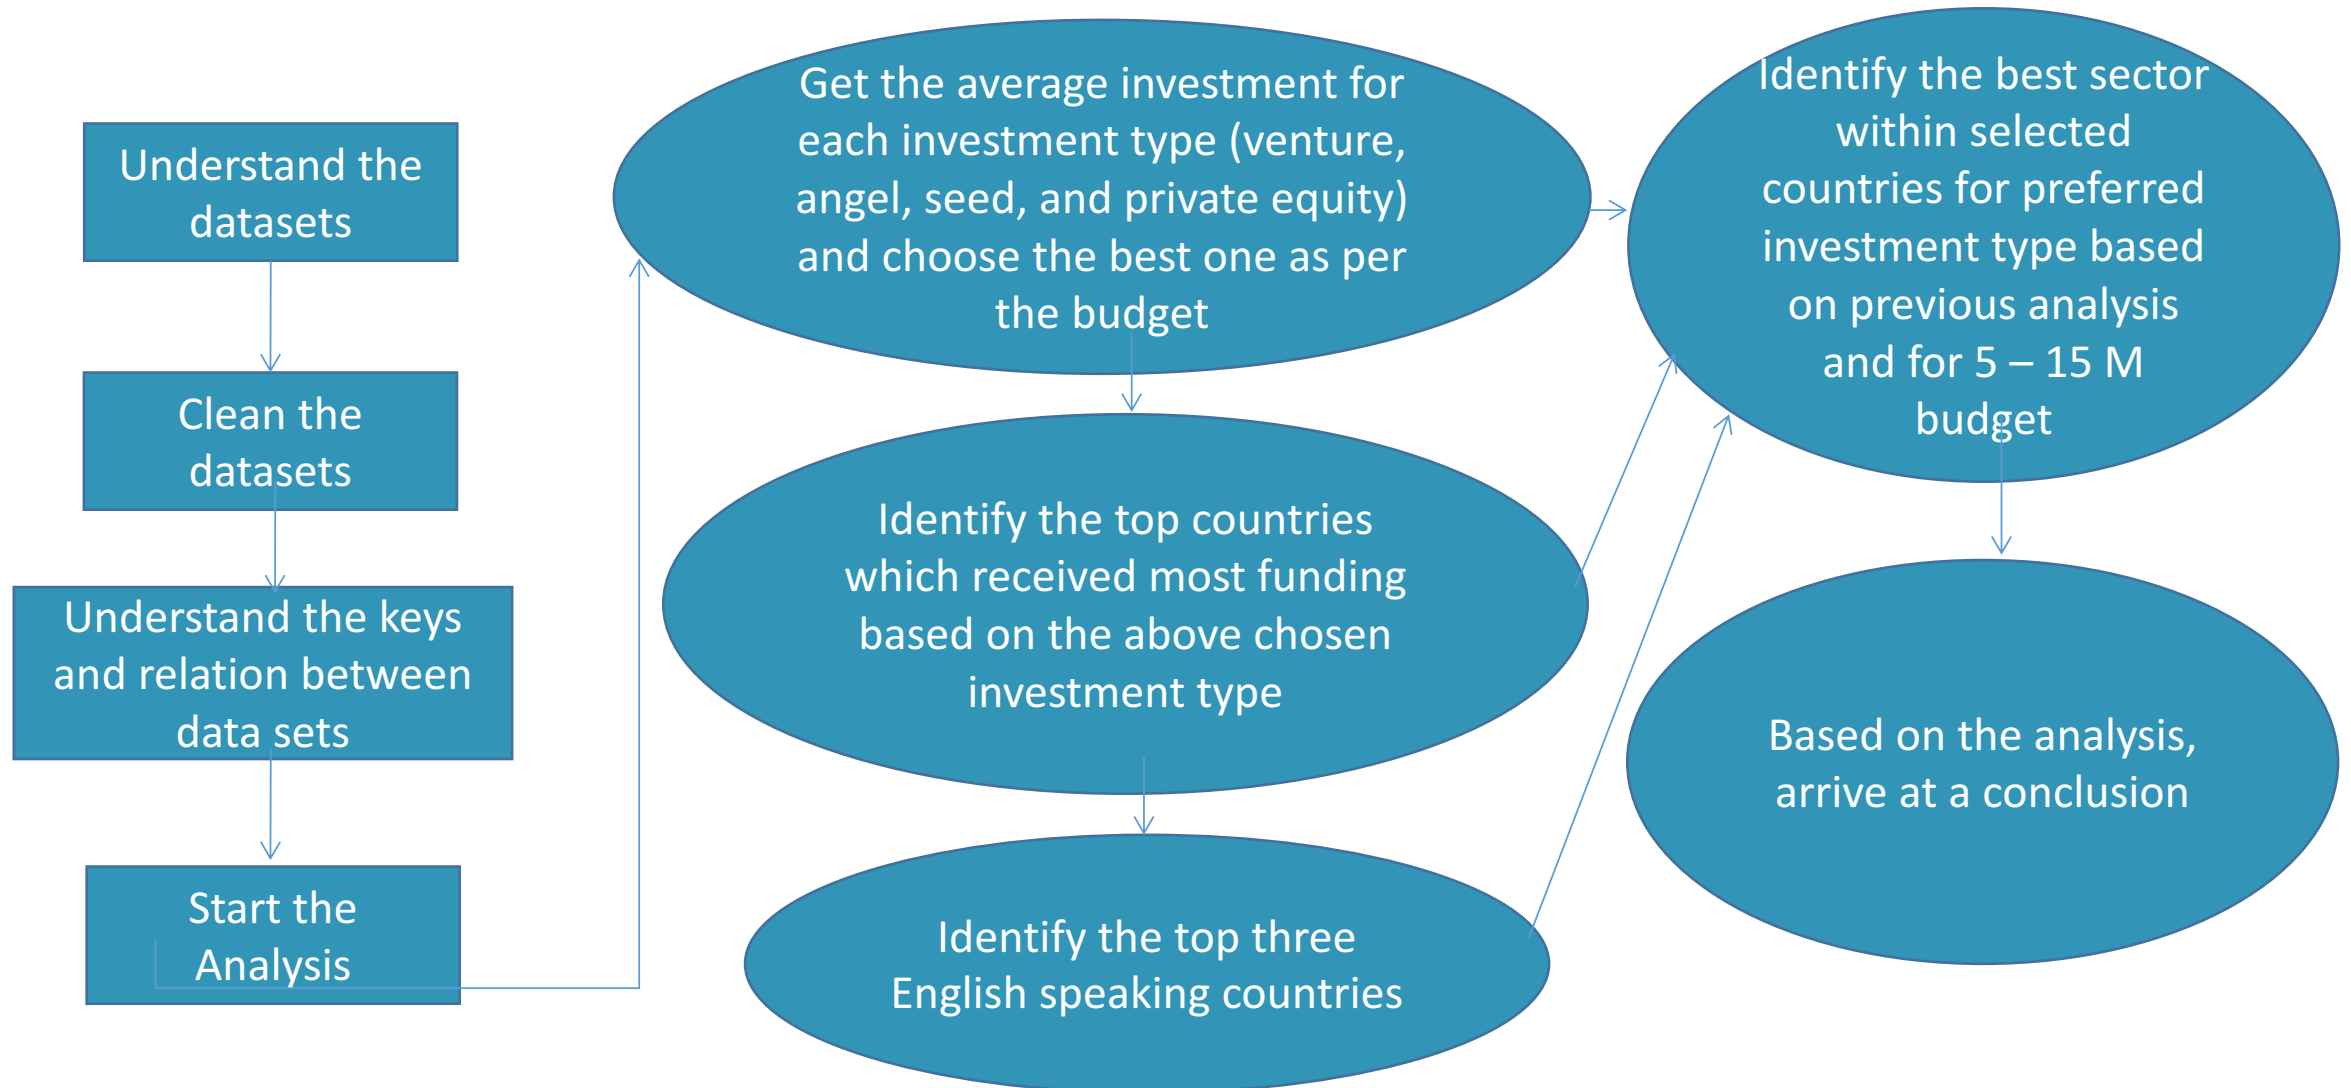 Understand the
datasets
Clean the
datasets
Understand the keys
and relation between
data sets
Start the
Analysis
Get the average investment for
each investment type (venture,
angel, seed, and private equity)
and choose the best one as per
the budget
Identify the top countries
which received most funding
based on the above chosen
investment type
Identify the top three
English speaking countries
Identify the best sector
within selected
countries for preferred
investment type based
on previous analysis
and for 5 – 15 M
budget
Based on the analysis,
arrive at a conclusion